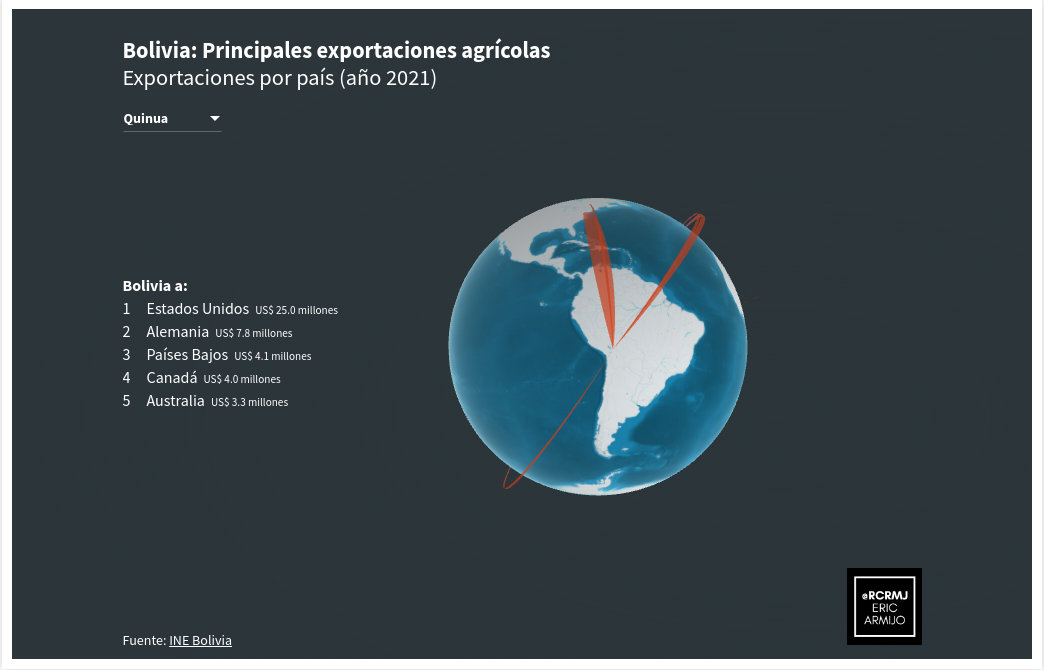 Bolivia: Principales exportaciones agrícolas
Exportaciones por país (año 2021)
Quinua
Bolivia a:
1 Estados Unidos US$ 25.0 millones
2 Alemania US$ 7.8 millones
3 Países Bajos US$ 4.1 millones
4 Canadá US$ 4.0 millones
5 Australia US$ 3.3 millones
@RCRMJ
ERIC
ARMIJO
Fuente: INE Bolivia